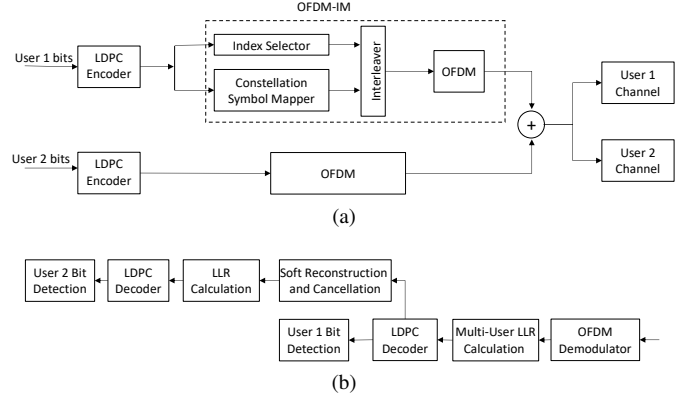 OFDM-IM
User 1 bits
LDPC
Encoder
Index Selector
Constellation
Symbol Mapper
Interleaver
OFDM
+
User 1
Channel
User 2
Channel
User 2 bits
LDPC
Encoder
OFDM
(a)
User 2 Bit
Detection
LDPC
Decoder
LLR
Calculation
Soft Reconstruction
and Cancellation
User 1 Bit
Detection
LDPC
Decoder
Multi-User LLR
Calculation
OFDM
Demodulator
(b)